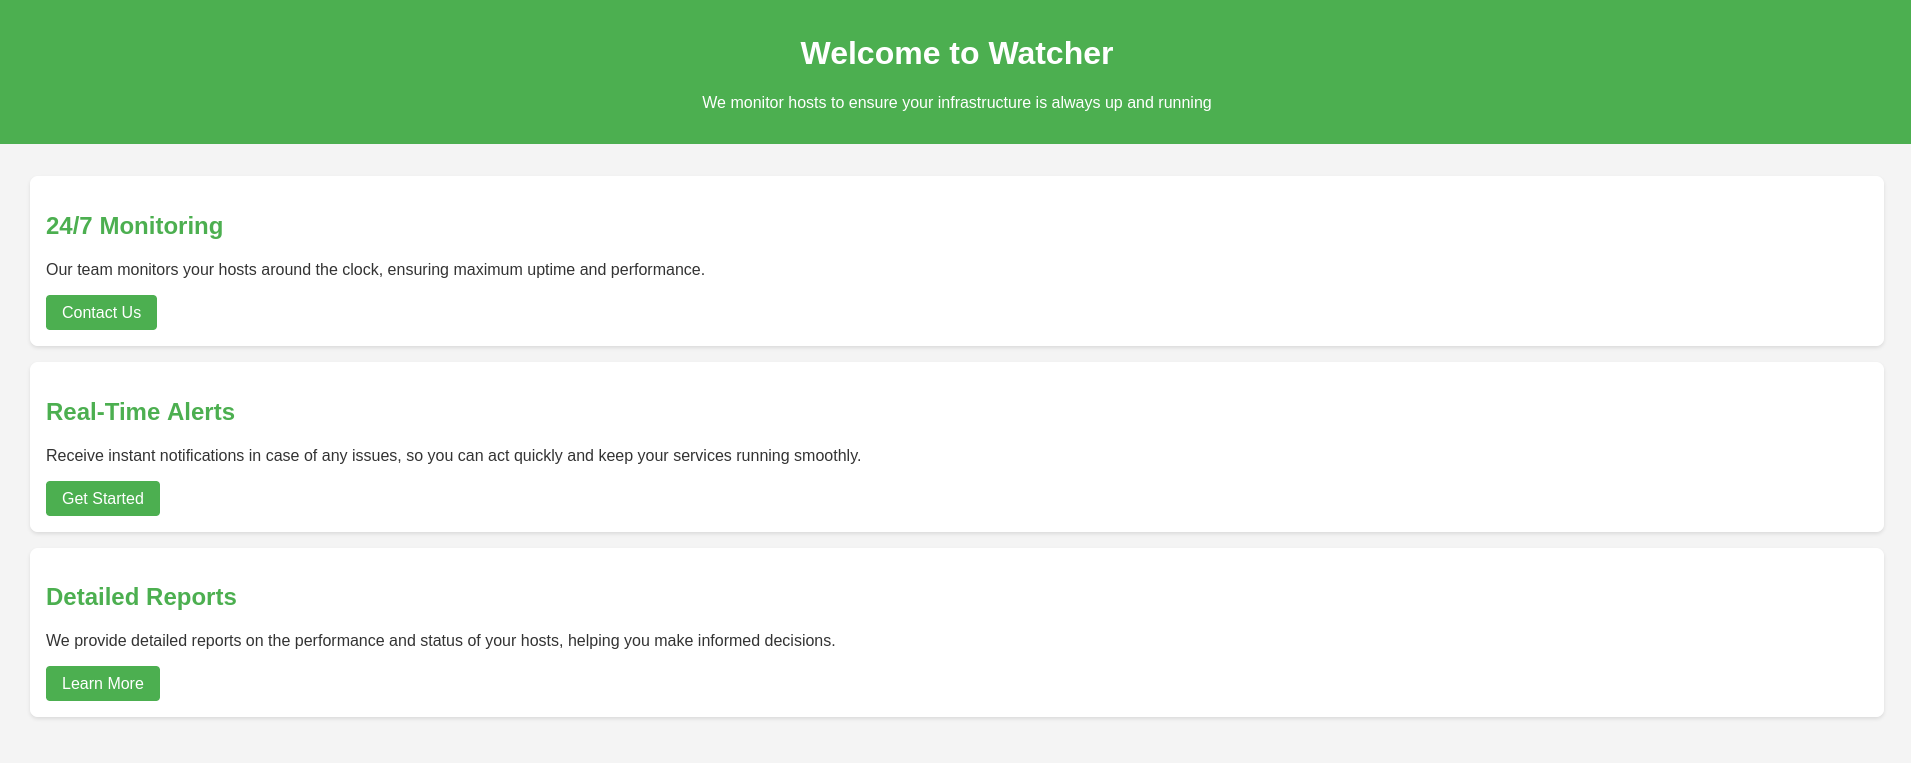 Welcome to Watcher
We monitor hosts to ensure your infrastructure is always up and running
24/7 Monitoring
Our team monitors your hosts around the clock, ensuring maximum uptime and performance.
Contact Us
Real-Time Alerts
Receive instant notifications in case of any issues, so you can act quickly and keep your services running smoothly.
Get Started
Detailed Reports
We provide detailed reports on the performance and status of your hosts, helping you make informed decisions.
Learn More